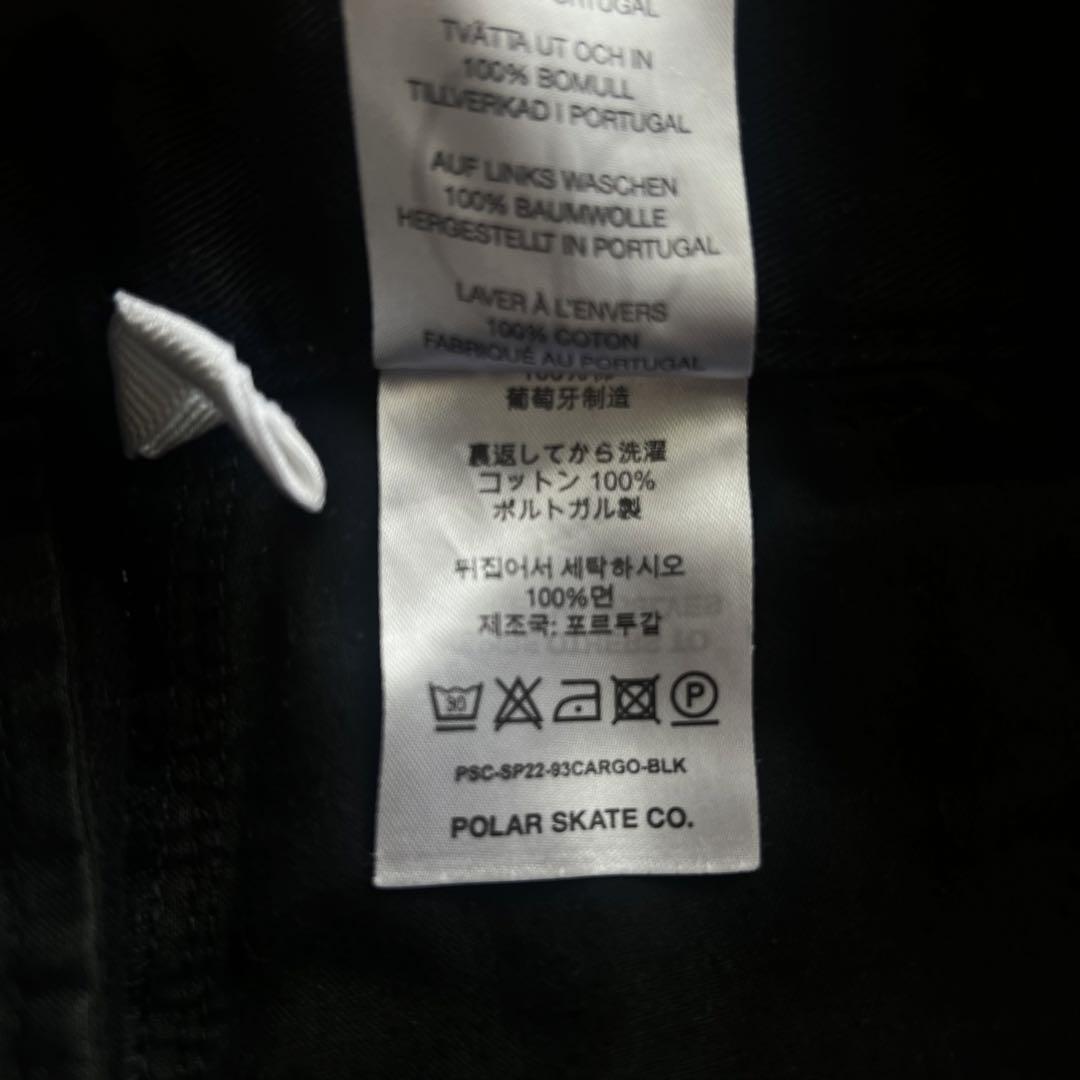 PORTUGAL
TVÄTTA UT OCH IN
100% BOMULL
TILLVERKAD I PORTUGAL
AUF LINKS WASCHEN
100% BAUMWOLLE
HERGESTELLT IN PORTUGAL
LAVER À L'ENVERS
100% COTON
FABRIQUÉ AU PORTUGAL
葡萄牙制造
裏返してから洗濯
コットン 100%
ポルトガル製
뒤집어서 세탁하시오
100%면
제조국: 포르투갈
30 P
PSC-SP22-93CARGO-BLK
POLAR SKATE CO.